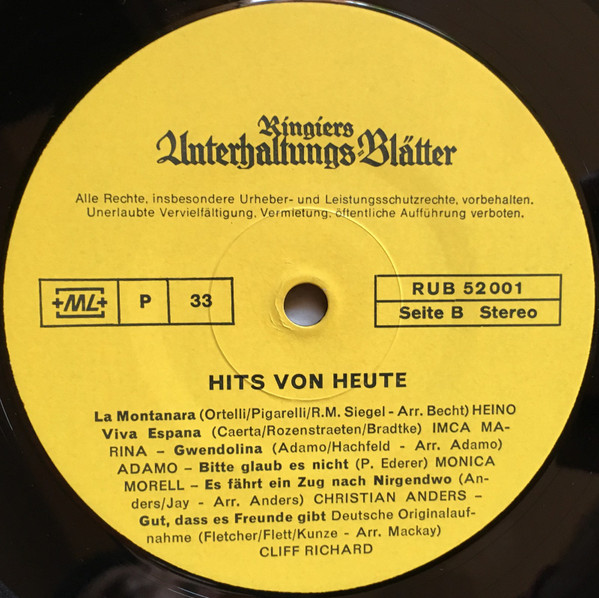 Ringiers
Unterhaltungs-Blätter
Alle Rechte, insbesondere Urheber- und Leistungsschutzrechte, vorbehalten.
Unerlaubte Vervielfältigung, Vermietung, öffentliche Aufführung verboten.
+ML+ P 33
RUB 52001
Seite B Stereo
HITS VON HEUTE
La Montanara (Ortelli/Pigarelli/R.M. Siegel - Arr. Becht) HEINO
Viva Espana (Caerta/Rozenstraeten/Bradtke) IMCA MA-
RINA – Gwendolina (Adamo/Hachfeld - Arr. Adamo)
ADAMO – Bitte glaub es nicht (P. Ederer) MONICA
MORELL – Es fährt ein Zug nach Nirgendwo (An-
ders/Jay - Arr. Anders) CHRISTIAN ANDERS –
Gut, dass es Freunde gibt Deutsche Originalauf-
nahme (Fletcher/Flett/Kunze - Arr. Mackay)
CLIFF RICHARD